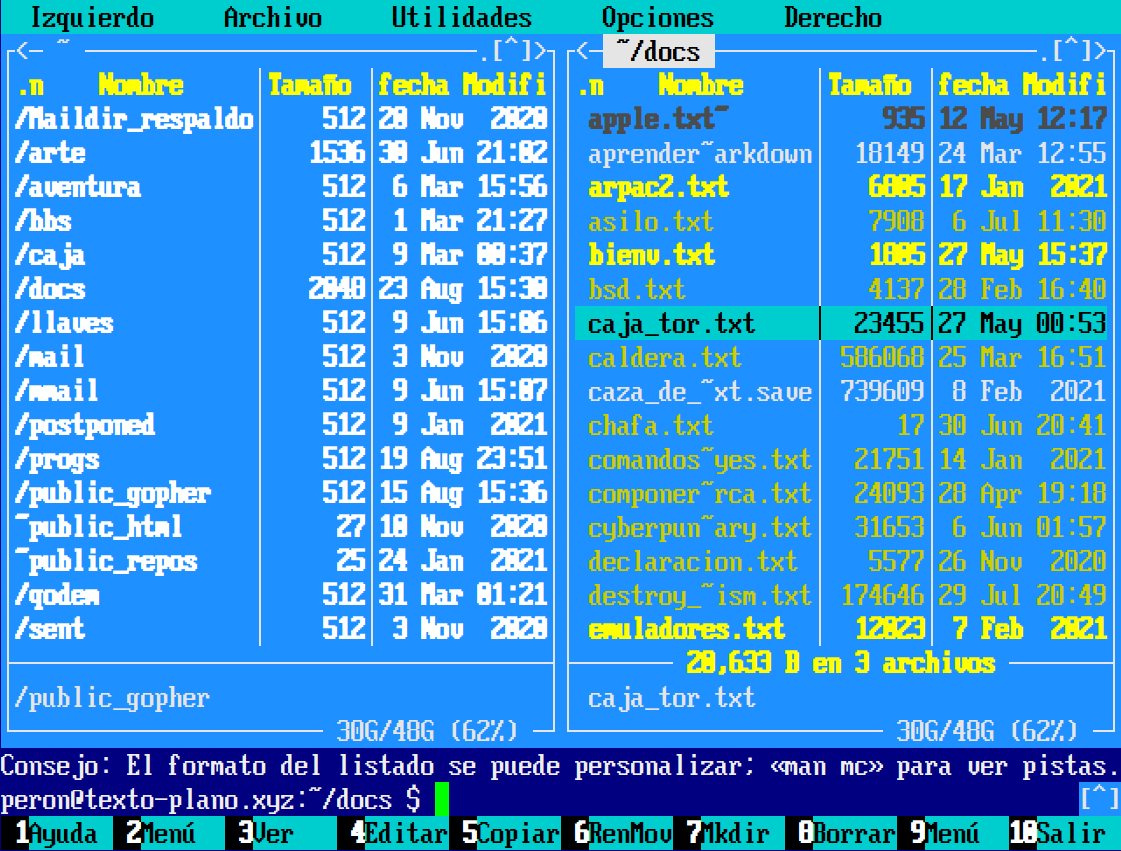 Izquierdo Archivo Utilidades Opciones Derecho
<─ ~ .[^]>
.n Nombre Tamaño fecha Modifi
/Maildir_respaldo 512 20 Nov 2020
/arte 1536 30 Jun 21:02
/aventura 512 6 Mar 15:56
/bbs 512 1 Mar 21:27
/caja 512 9 Mar 00:37
/docs 2048 23 Aug 15:30
/llaves 512 9 Jun 15:06
/mail 512 3 Nov 2020
/mmail 512 9 Jun 15:07
/postponed 512 9 Jan 2021
/progs 512 19 Aug 23:51
/public_gopher 512 15 Aug 15:36
~public_html 27 10 Nov 2020
~public_repos 25 24 Jan 2021
/qodem 512 31 Mar 01:21
/sent 512 3 Nov 2020
/public_gopher
30G/48G (62%)
<─ ~/docs .[^]>
.n Nombre Tamaño fecha Modifi
apple.txt~ 935 12 May 12:17
aprender~arkdown 18149 24 Mar 12:55
arpac2.txt 6805 17 Jan 2021
asilo.txt 7908 6 Jul 11:30
bienv.txt 1805 27 May 15:37
bsd.txt 4137 28 Feb 16:40
caja_tor.txt 23455 27 May 00:53
caldera.txt 586068 25 Mar 16:51
caza_de_~xt.save 739609 8 Feb 2021
chafa.txt 17 30 Jun 20:41
comandos~yes.txt 21751 14 Jan 2021
componer~rca.txt 24093 28 Apr 19:18
cyberpun~ary.txt 31653 6 Jun 01:57
declaracion.txt 5577 26 Nov 2020
destroy_~ism.txt 174646 29 Jul 20:49
emuladores.txt 12023 7 Feb 2021
20,633 B en 3 archivos
caja_tor.txt
30G/48G (62%)
Consejo: El formato del listado se puede personalizar; «man mc» para ver pistas.
peron@texto-plano.xyz:~/docs $ [^]
1Ayuda 2Menú 3Ver 4Editar 5Copiar 6RenMov 7Mkdir 8Borrar 9Menú 10Salir